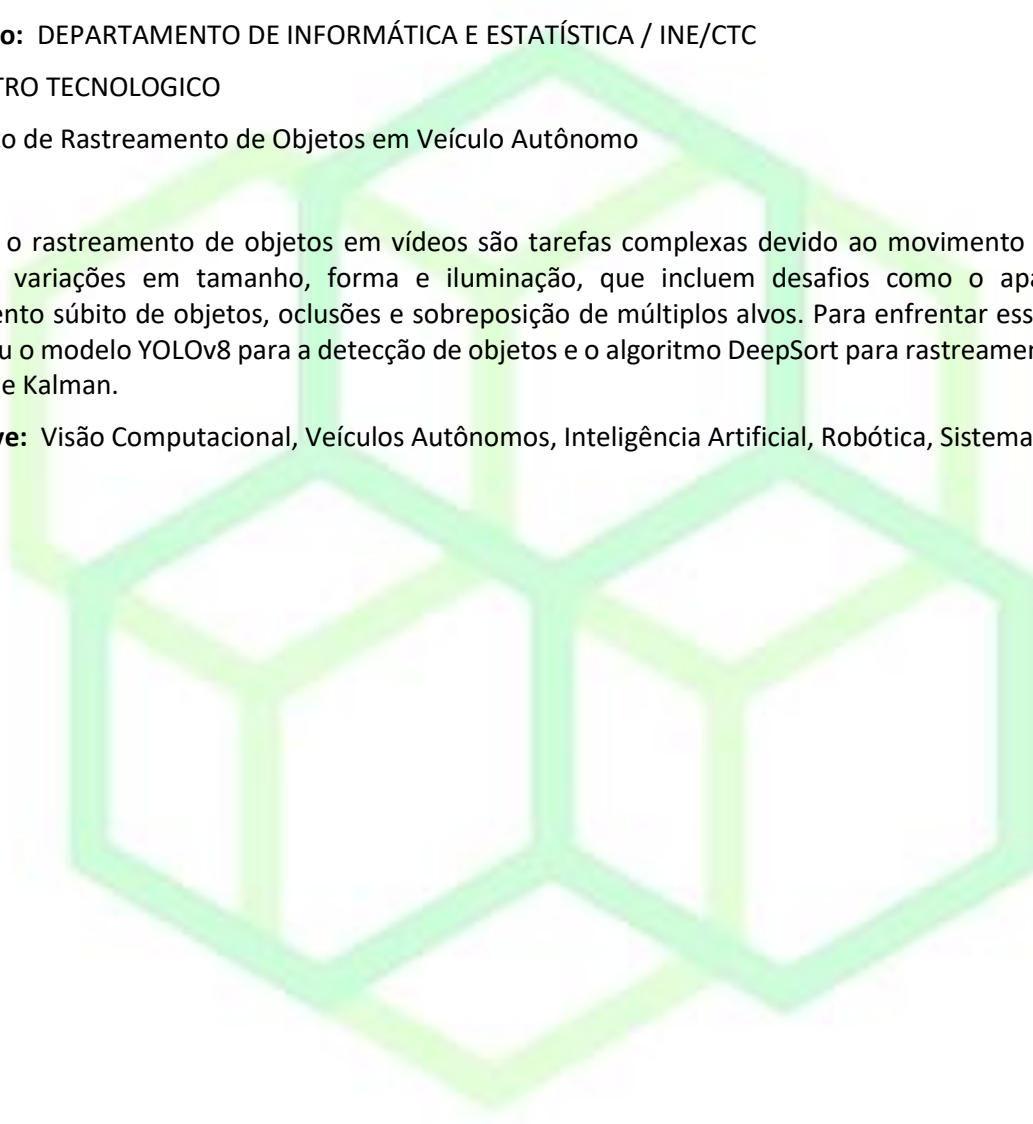 o: DEPARTAMENTO DE INFORMÁTICA E ESTATÍSTICA / INE/CTC
TRO TECNOLOGICO
o de Rastreamento de Objetos em Veículo Autônomo
o rastreamento de objetos em vídeos são tarefas complexas devido ao movimento
variações em tamanho, forma e iluminação, que incluem desafios como o apa
ento súbito de objetos, oclusões e sobreposição de múltiplos alvos. Para enfrentar ess
u o modelo YOLOv8 para a detecção de objetos e o algoritmo DeepSort para rastreamen
e Kalman.
ve: Visão Computacional, Veículos Autônomos, Inteligência Artificial, Robótica, Sistema